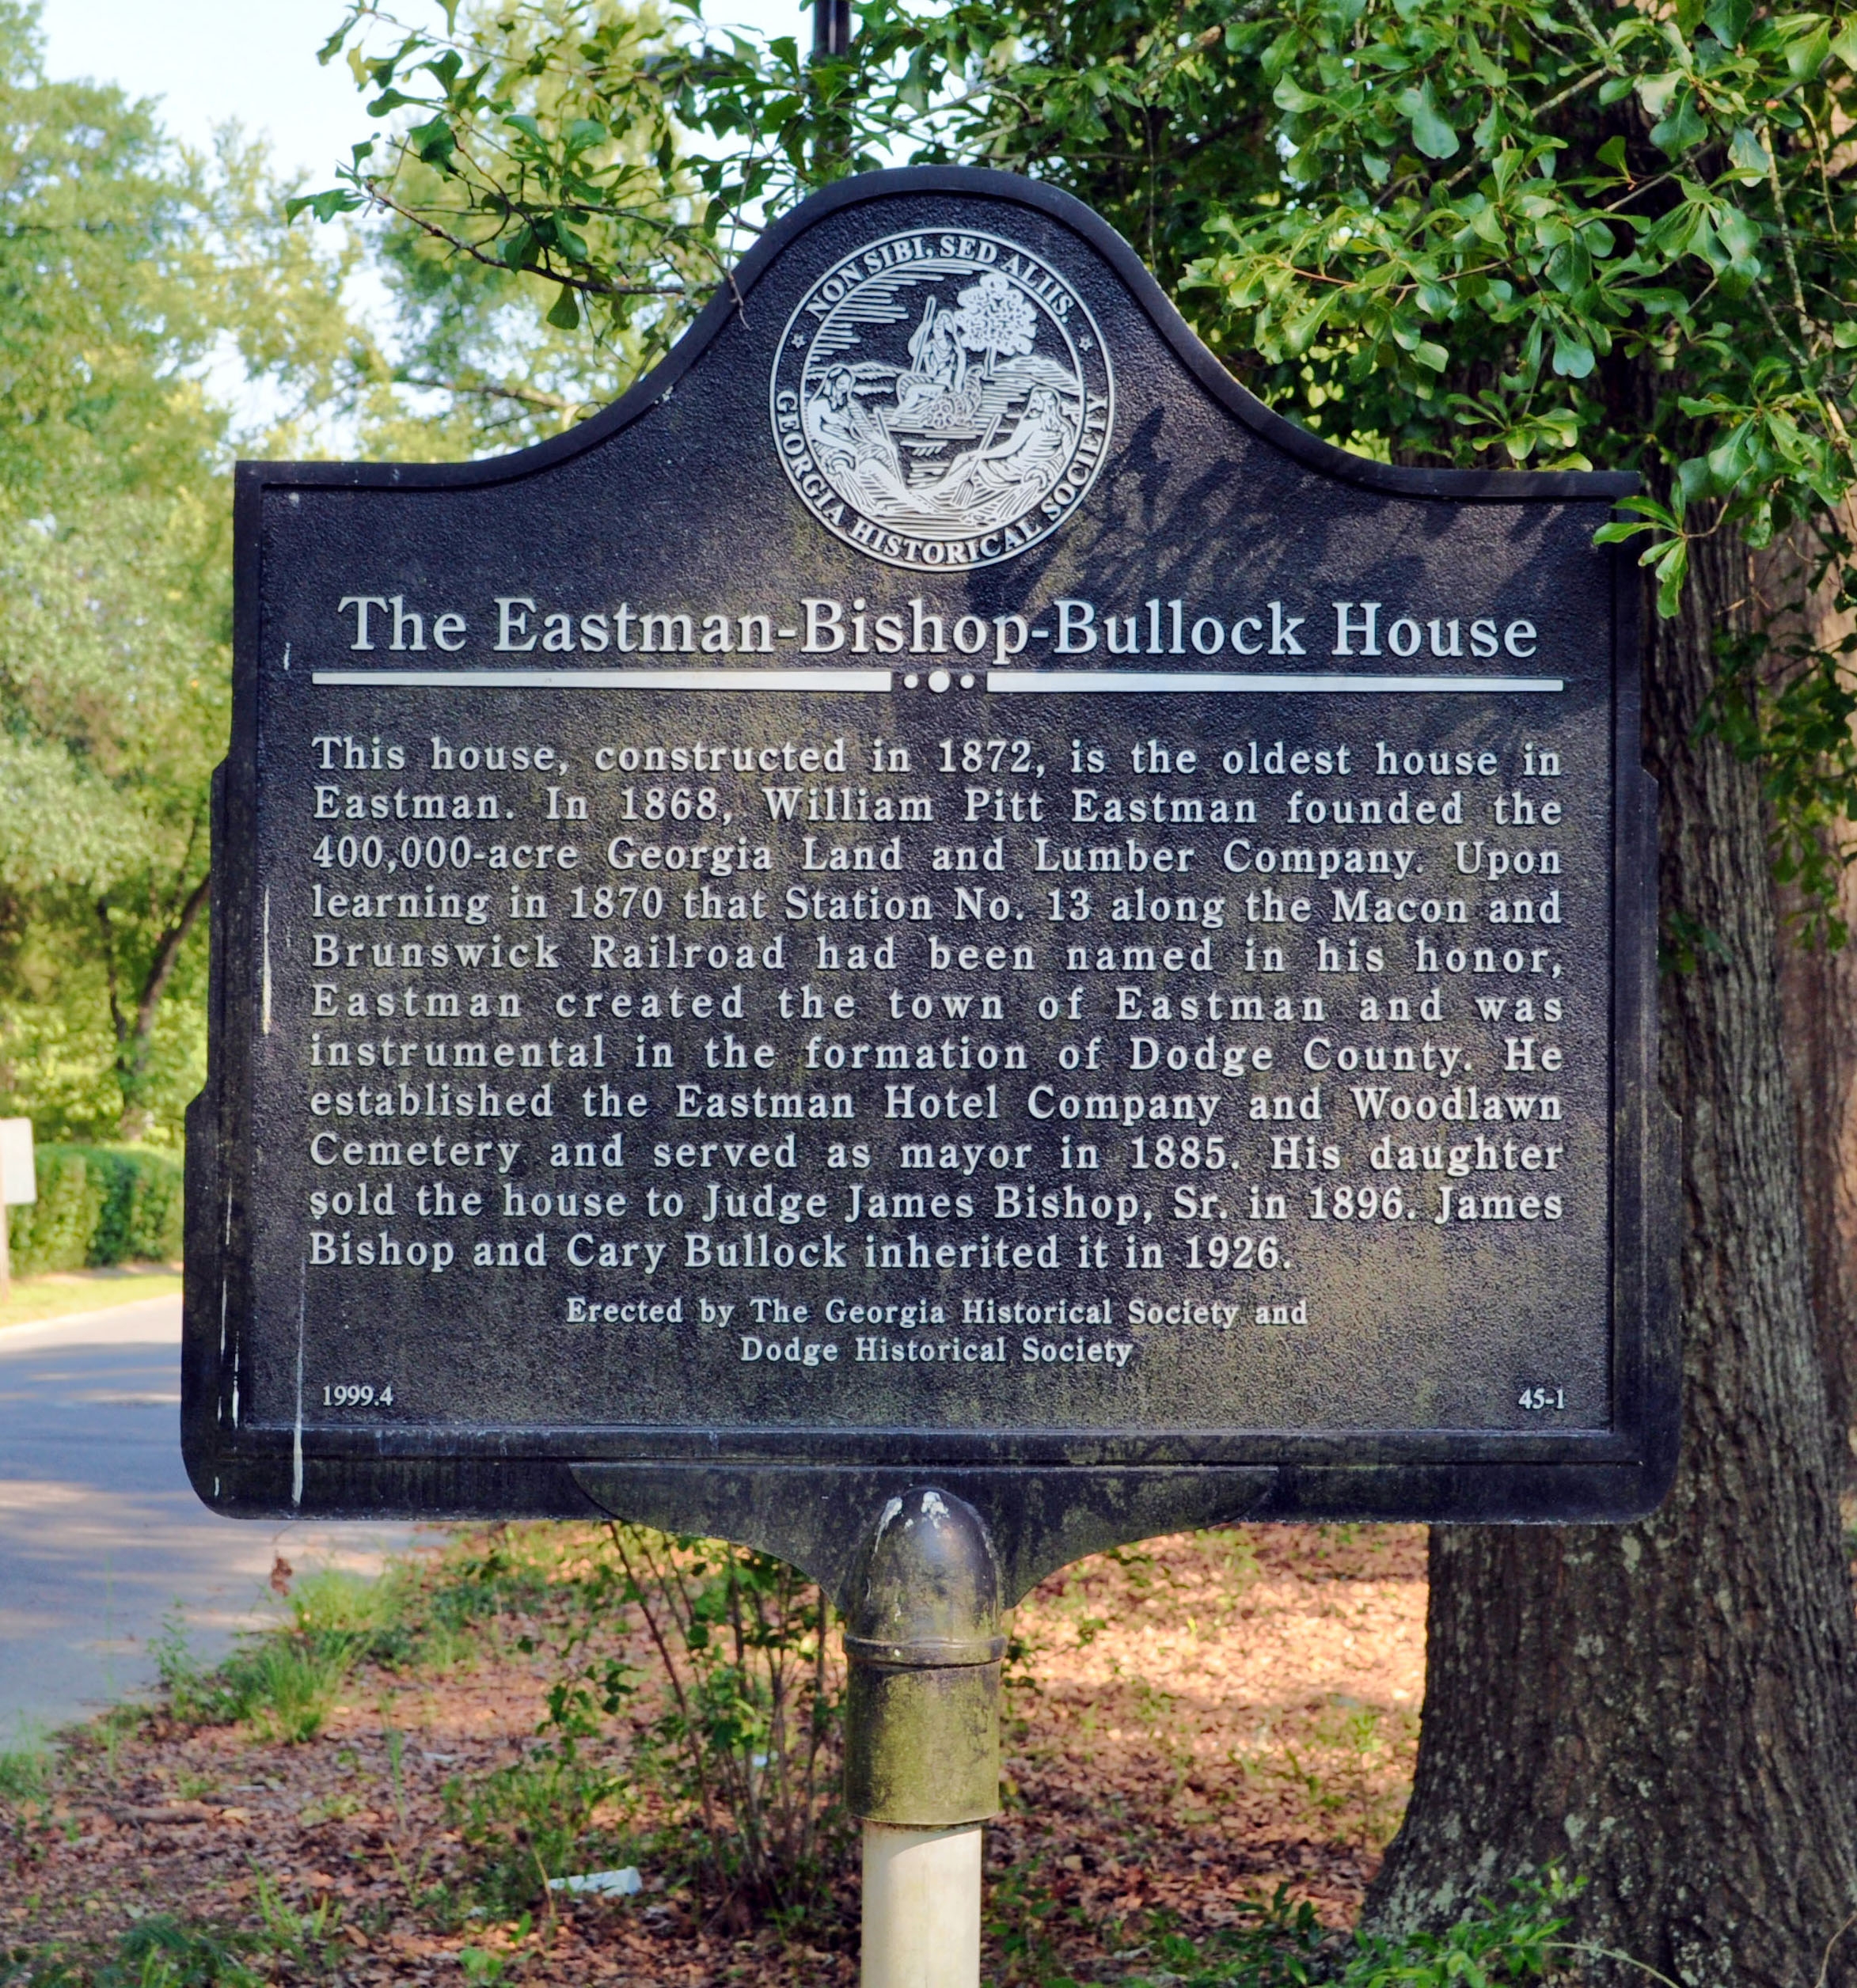 NON SIBI, SED ALIIS.
GEORGIA HISTORICAL SOCIETY
The Eastman-Bishop-Bullock House
This house, constructed in 1872, is the oldest house in
Eastman. In 1868, William Pitt Eastman founded the
400,000-acre Georgia Land and Lumber Company. Upon
learning in 1870 that Station No. 13 along the Macon and
Brunswick Railroad had been named in his honor,
Eastman created the town of Eastman and was
instrumental in the formation of Dodge County. He
established the Eastman Hotel Company and Woodlawn
Cemetery and served as mayor in 1885. His daughter
sold the house to Judge James Bishop, Sr. in 1896. James
Bishop and Cary Bullock inherited it in 1926.
Erected by The Georgia Historical Society and
Dodge Historical Society
1999.4 45-1